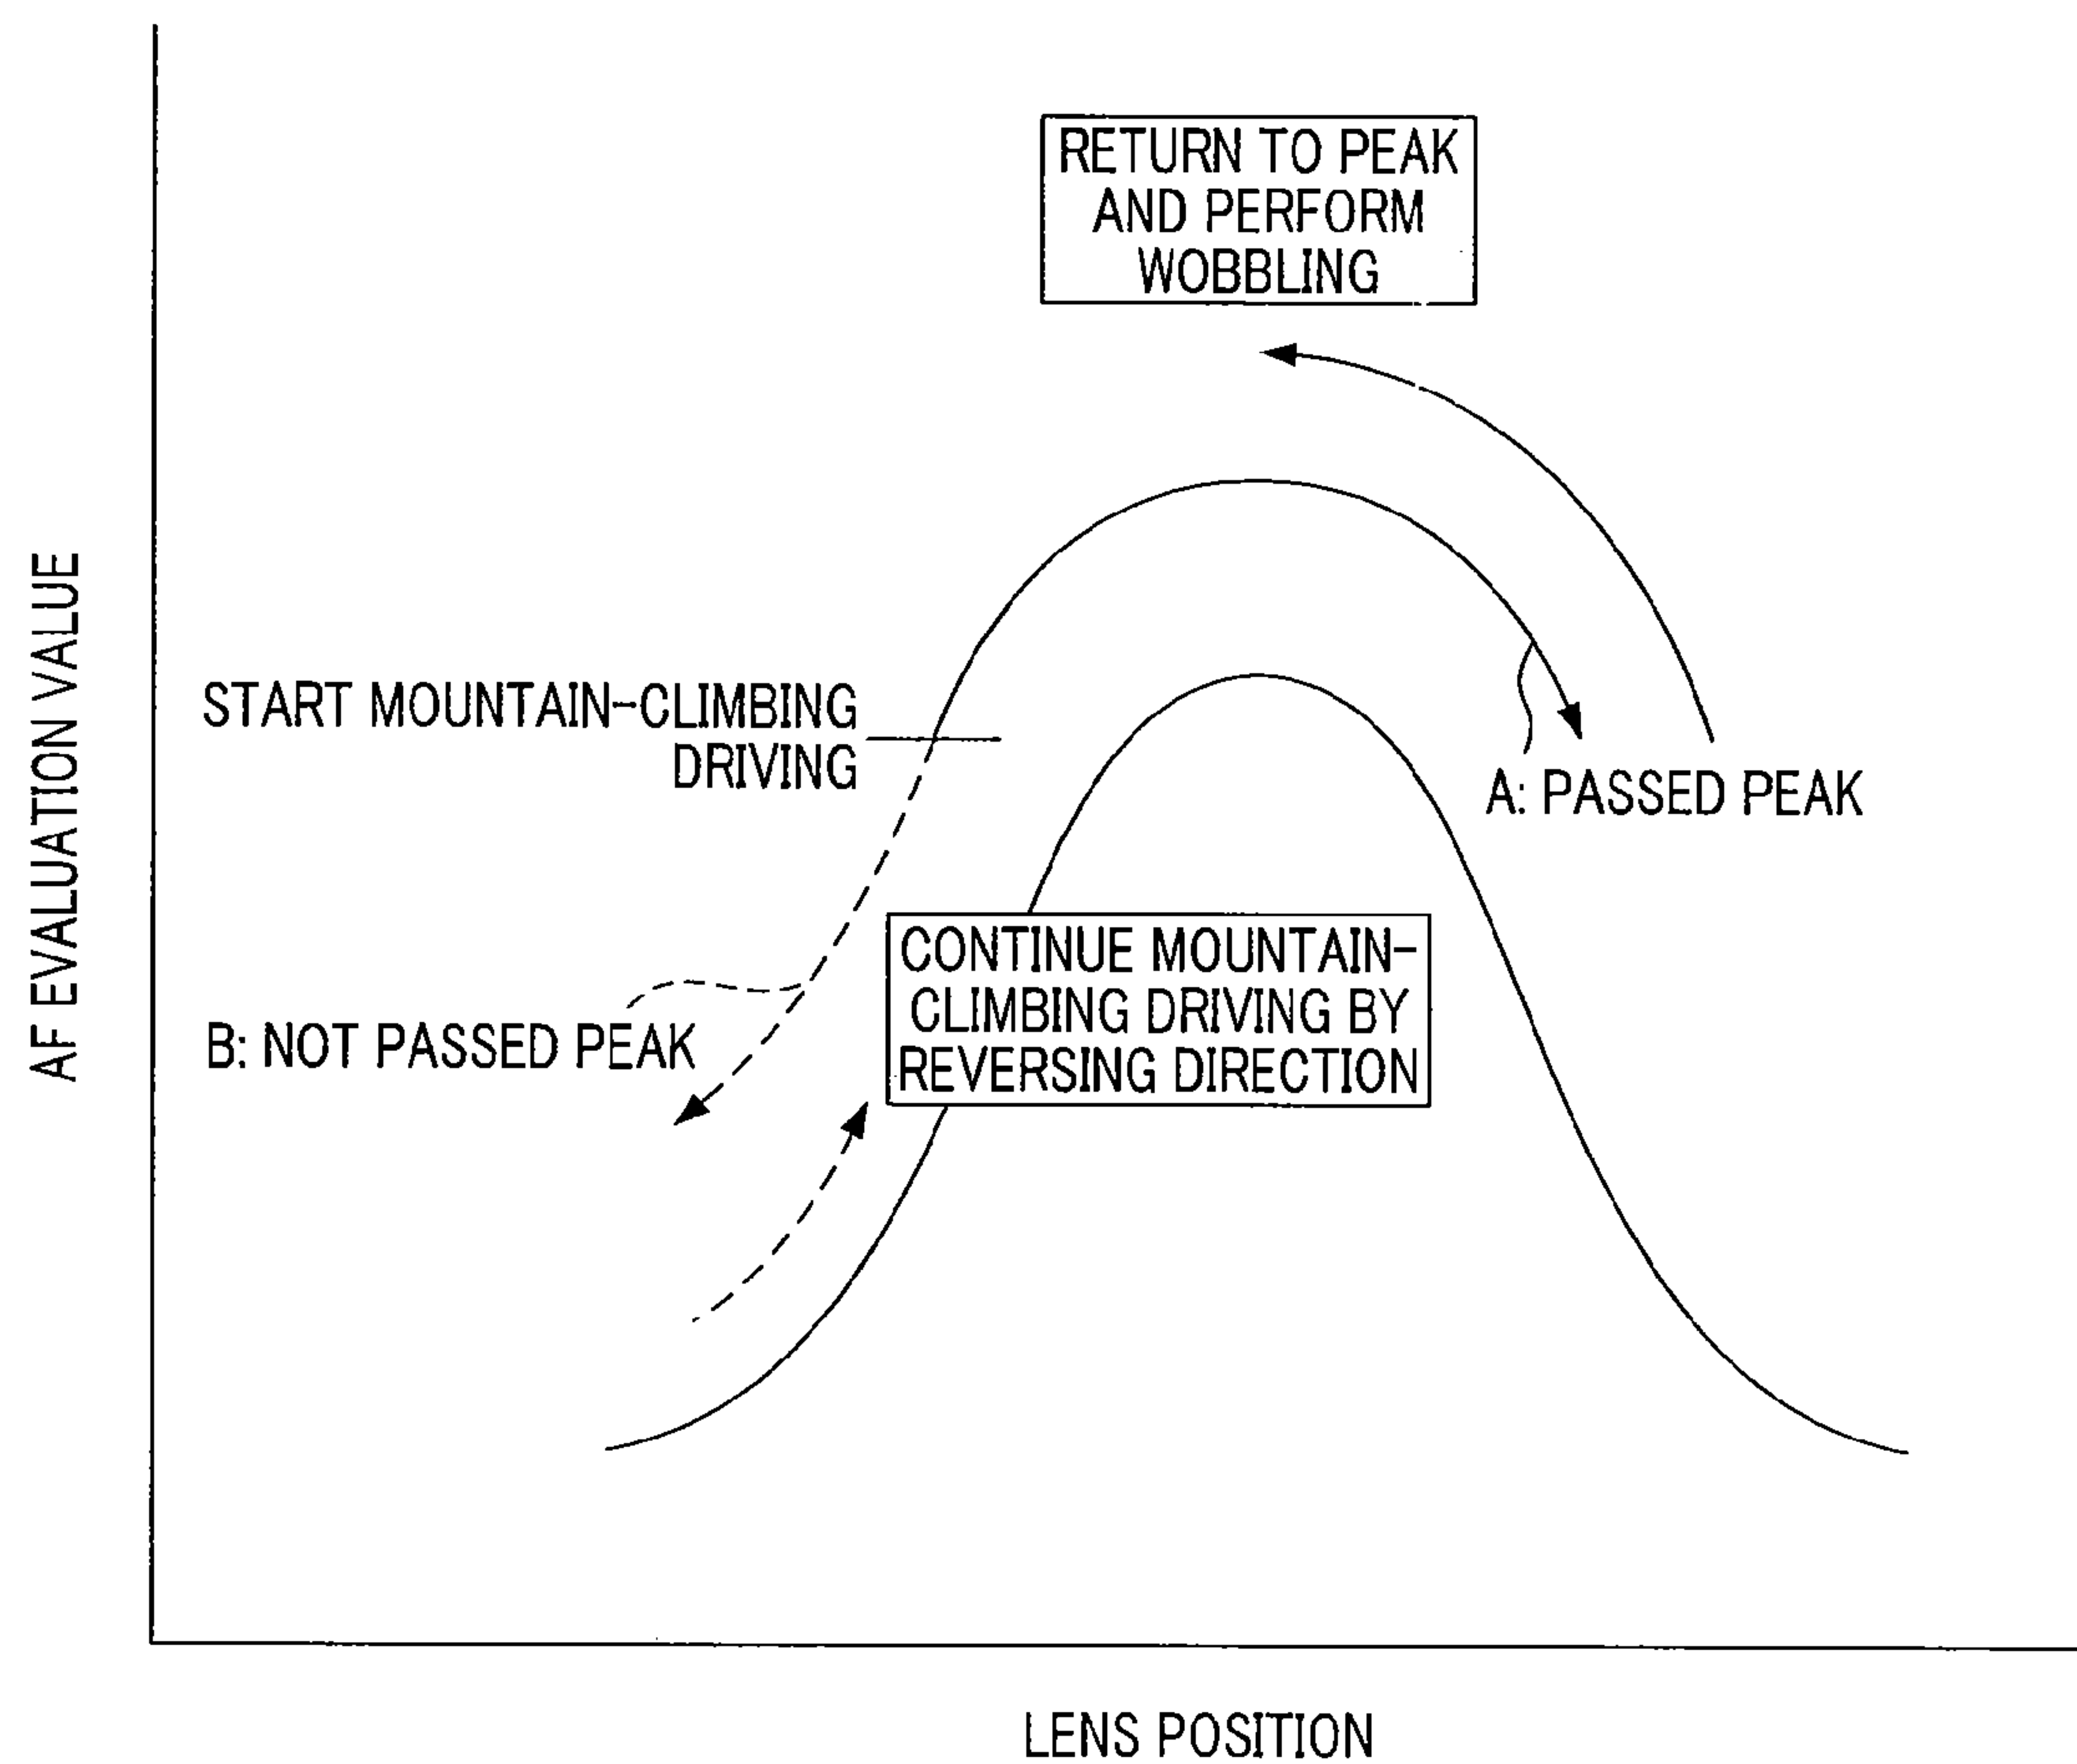 RETURN TO PEAK
AND PERFORM
WOBBLING
START MOUNTAIN-CLIMBING
DRIVING
A: PASSED PEAK
CONTINUE MOUNTAIN-
CLIMBING DRIVING BY
REVERSING DIRECTION
B: NOT PASSED PEAK
AF EVALUATION VALUE
LENS POSITION